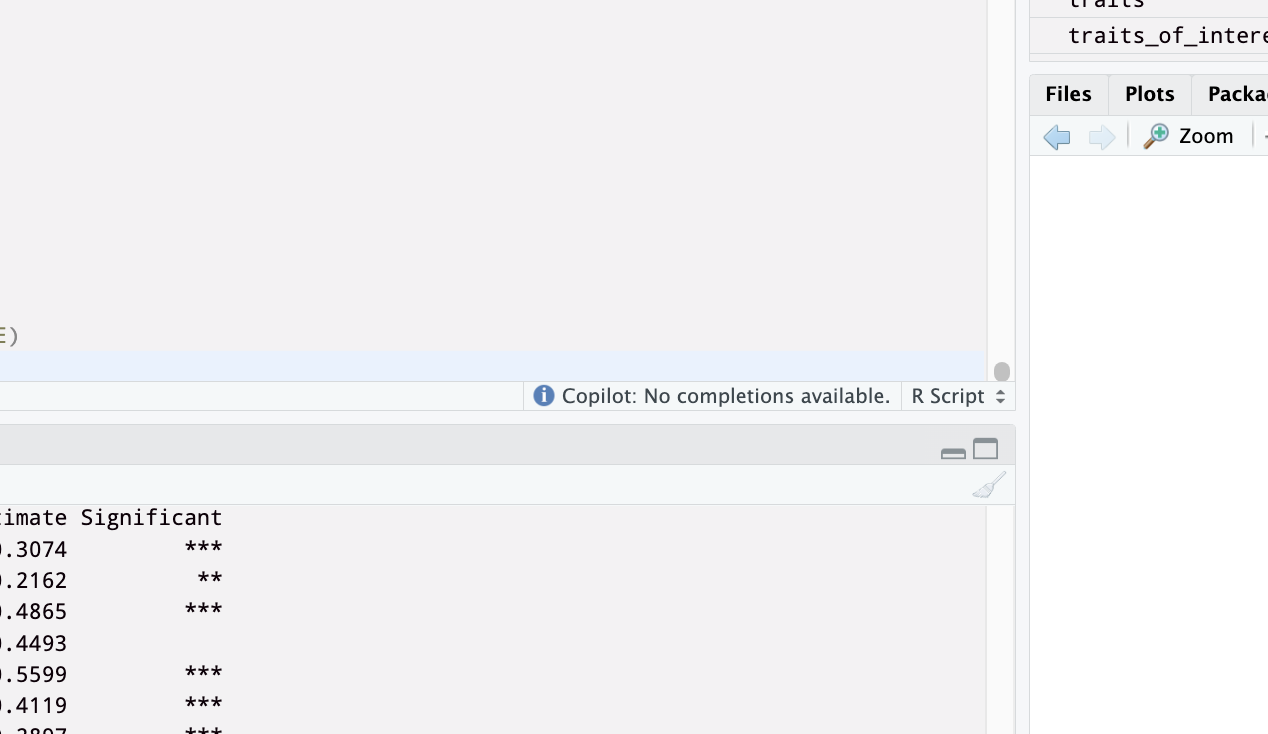 traits
traits_of_intere
Files Plots Packa
Zoom
E)
Copilot: No completions available. R Script
timate Significant
0.3074 ***
0.2162 **
0.4865 ***
0.4493
0.5599 ***
0.4119 ***
***